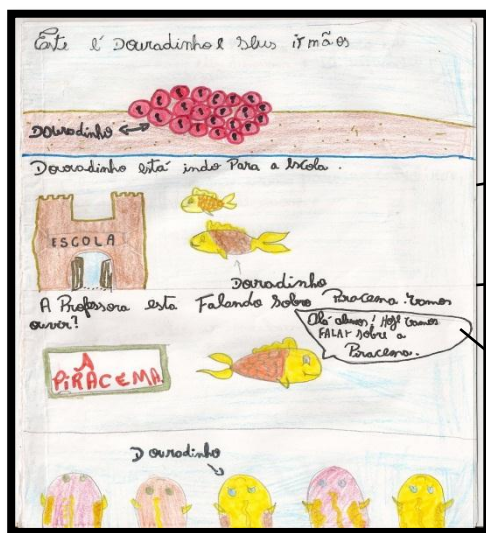 Este é Douradinho e seus irmãos
Douradinho
Douradinho está indo Para a escola.
ESCOLA
Douradinho
A Professora esta Falando Sobre Piracema vamos
ouvir?
Olá alunos! Hoje vamos
FALAr sobre a
Piracema.
A
PiRACEMA
Douradinho